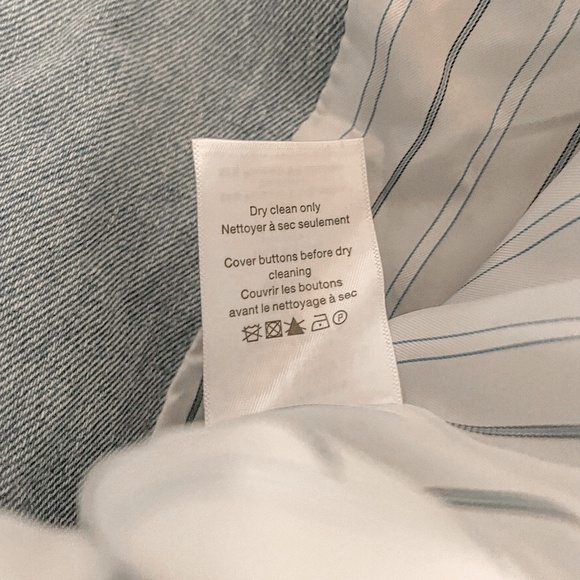 Dry clean only
Nettoyer à sec seulement
Cover buttons before dry
cleaning
Couvrir les boutons
avant le nettoyage à sec
P